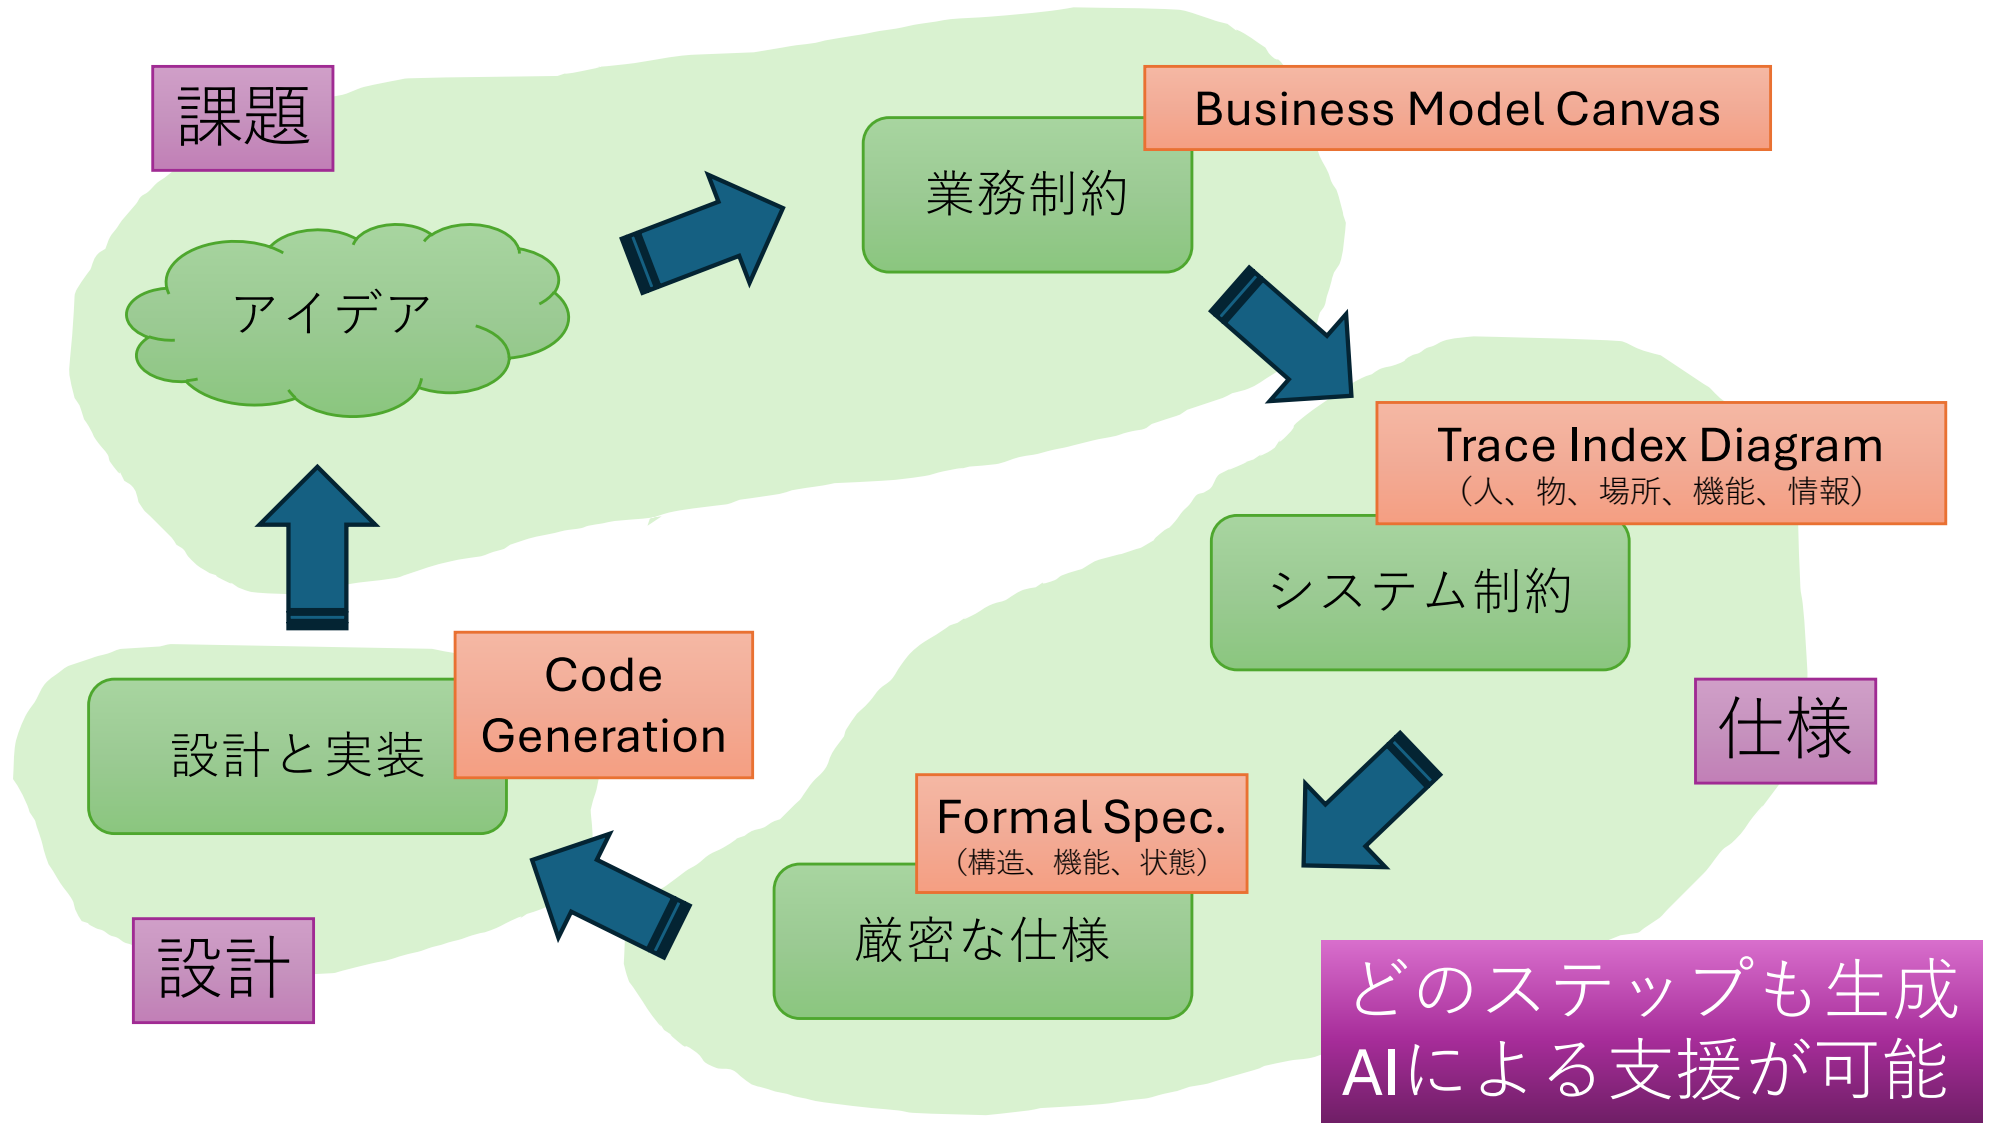 課題
アイデア
Business Model Canvas
業務制約
Trace Index Diagram
（人、物、場所、機能、情報）
システム制約
仕様
Formal Spec.
（構造、機能、状態）
厳密な仕様
Code
Generation
設計と実装
設計
どのステップも生成
AIによる支援が可能